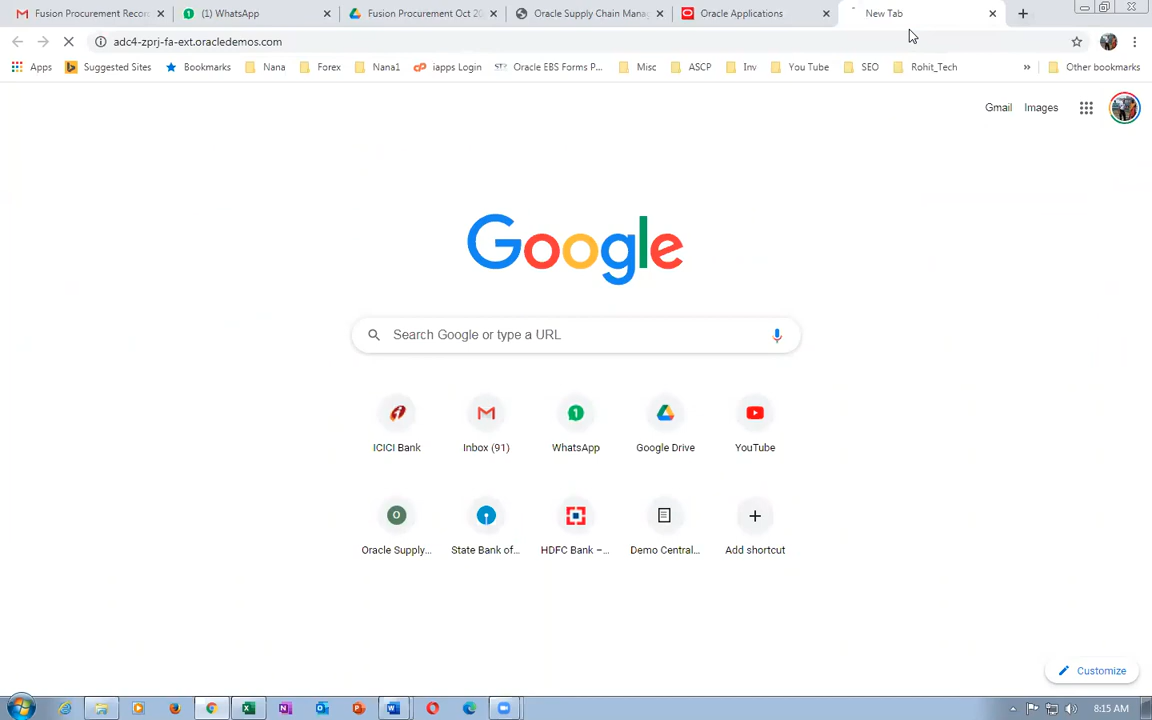 Fusion Procurement Recor
(1) WhatsApp
Fusion Procurement Oct 20
Oracle Supply Chain Mana
Oracle Applications
New Tab
adc4-zprj-fa-ext.oracledemos.com
Apps
Suggested Sites
Bookmarks
Nana
Forex
Nana1
iapps Login
Oracle EBS Forms P...
Misc
ASCP
Inv
You Tube
SEO
Rohit_Tech
»
Other bookmarks
Gmail
Images
Google
Search Google or type a URL
ICICI Bank
Inbox (91)
WhatsApp
Google Drive
YouTube
Oracle Supply...
State Bank of...
HDFC Bank –...
Demo Central...
Add shortcut
Customize
8:15 AM